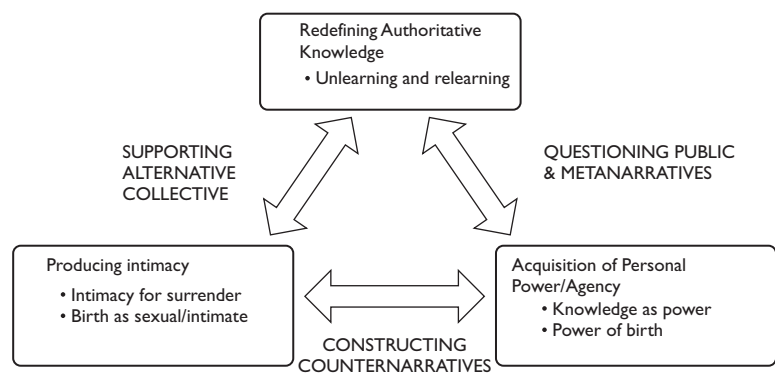 Redefining Authoritative
Knowledge
• Unlearning and relearning
SUPPORTING
ALTERNATIVE
COLLECTIVE
QUESTIONING PUBLIC
& METANARRATIVES
Producing intimacy
• Intimacy for surrender
• Birth as sexual/intimate
Acquisition of Personal
Power/Agency
• Knowledge as power
• Power of birth
CONSTRUCTING
COUNTERNARRATIVES